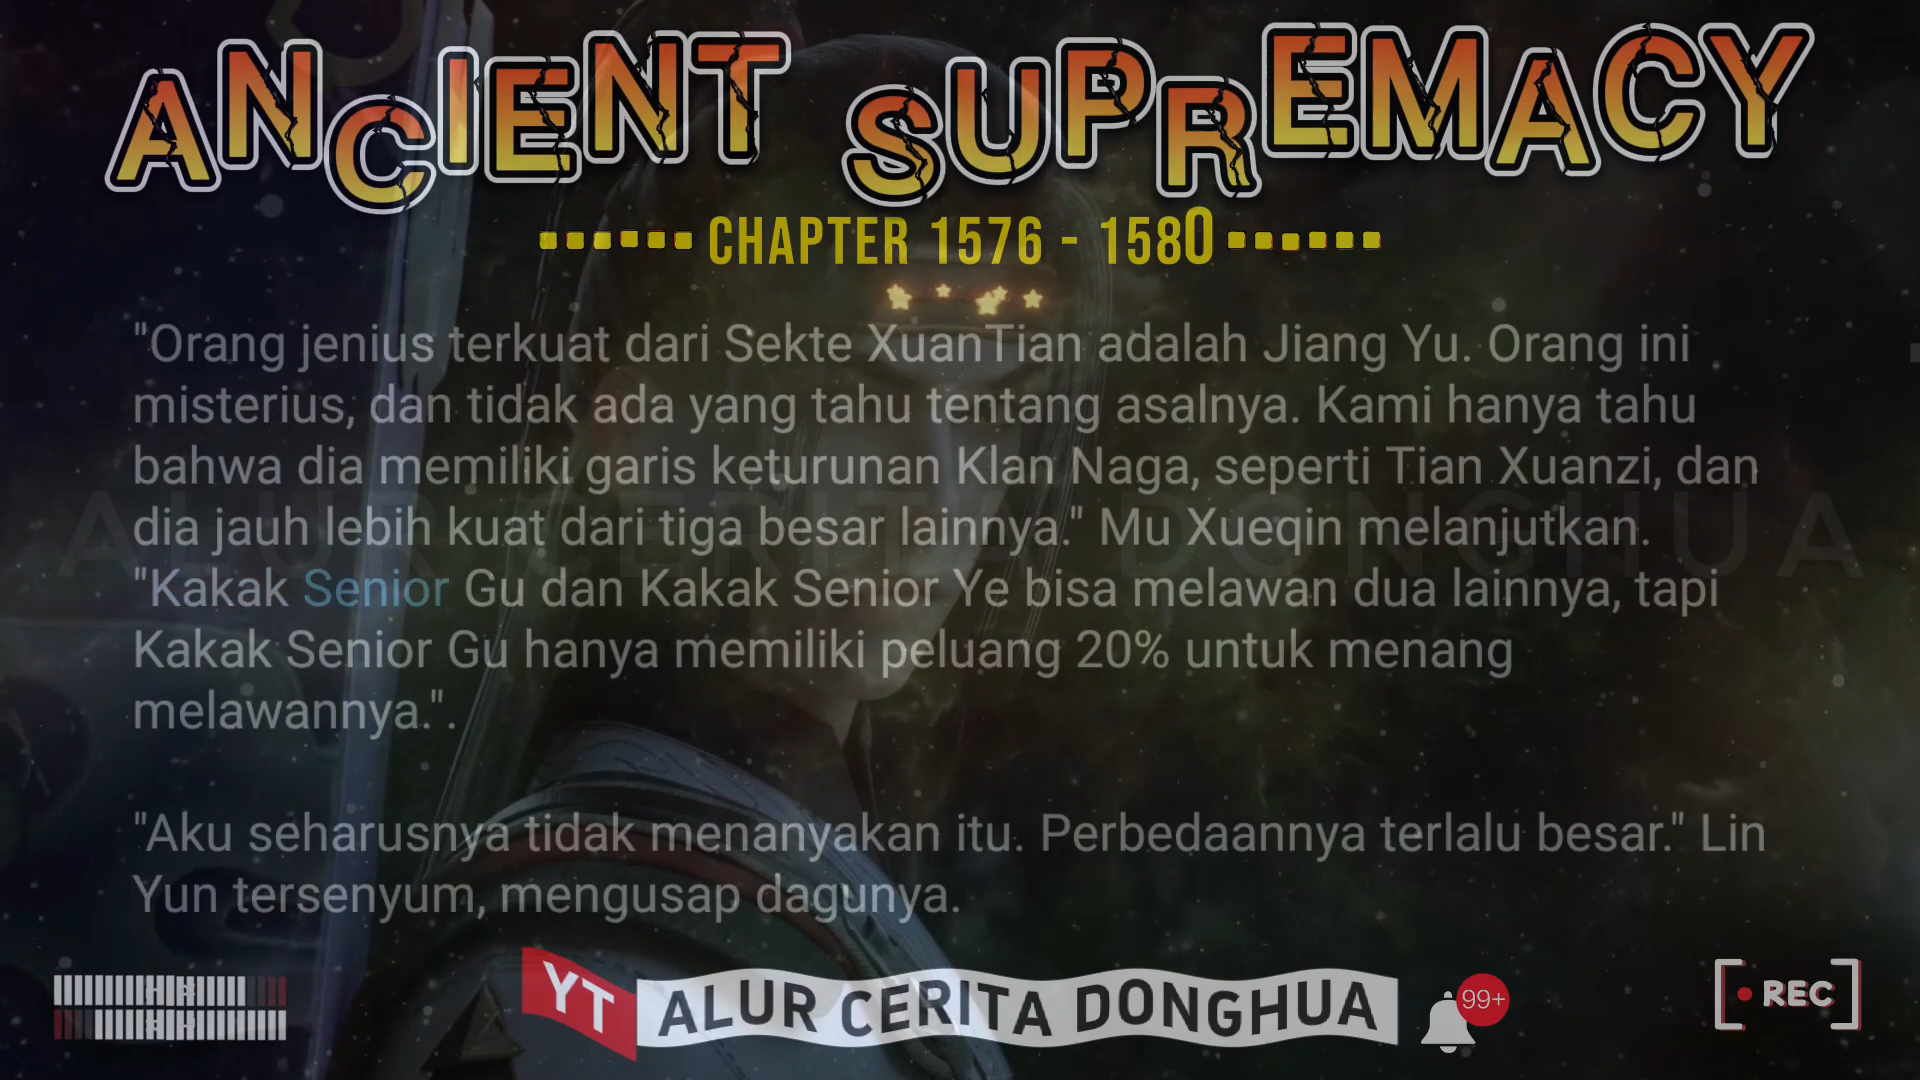 ANCIENT SUPREMACY
CHAPTER 1576 - 1580
"Orang jenius terkuat dari Sekte XuanTian adalah Jiang Yu. Orang ini
misterius, dan tidak ada yang tahu tentang asalnya. Kami hanya tahu
bahwa dia memiliki garis keturunan Klan Naga, seperti Tian Xuanzi, dan
dia jauh lebih kuat dari tiga besar lainnya." Mu Xueqin melanjutkan.
ALUR CERITA DONGHUA
"Kakak Senior Gu dan Kakak Senior Ye bisa melawan dua lainnya, tapi
Kakak Senior Gu hanya memiliki peluang 20% untuk menang
melawannya.".
"Aku seharusnya tidak menanyakan itu. Perbedaannya terlalu besar." Lin
Yun tersenyum, mengusap dagunya.
YT ALUR CERITA DONGHUA
99+
REC